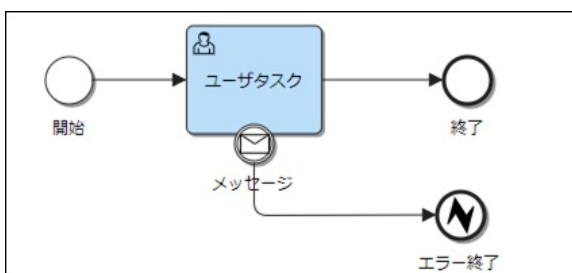 ユーザタスク
開始
終了
メッセージ
エラー終了